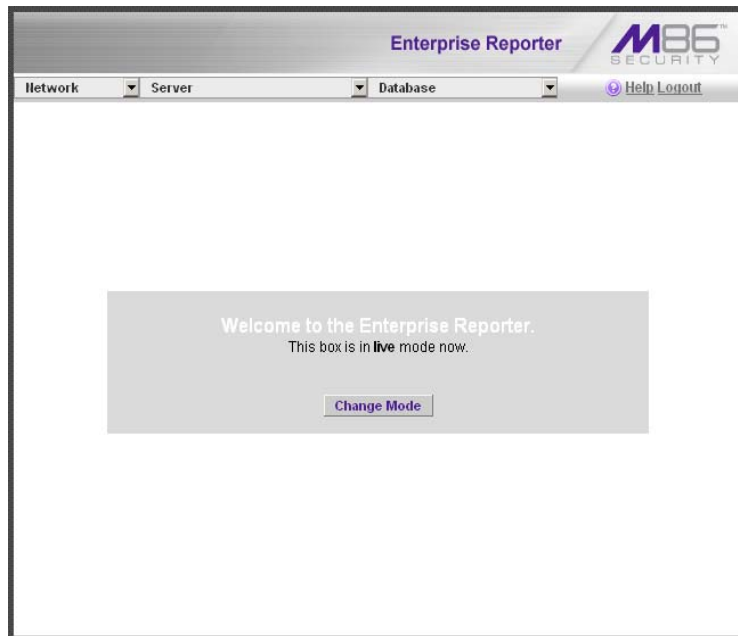 Enterprise Reporter
M86™
SECURITY
Network Server Database Help Logout
Welcome to the Enterprise Reporter.
This box is in live mode now.
Change Mode